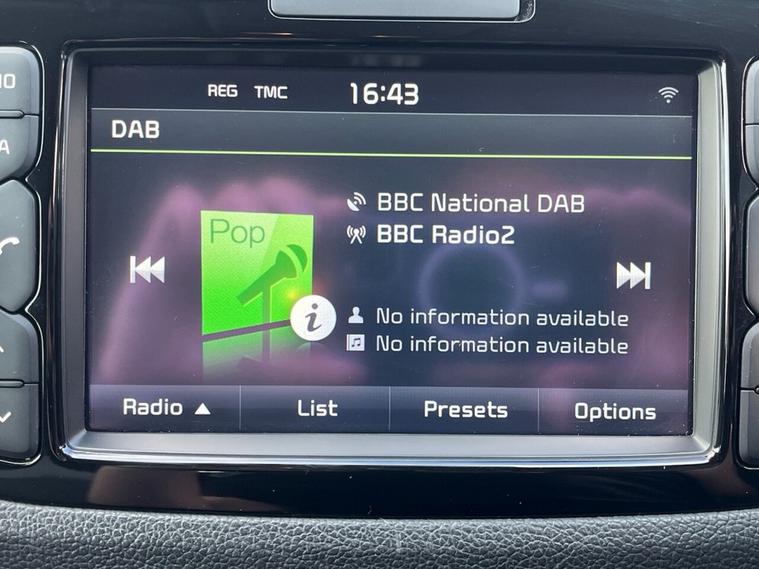 REG TMC 16:43
DAB
Pop
BBC National DAB
BBC Radio2
i
No information available
No information available
Radio ▲ List Presets Options